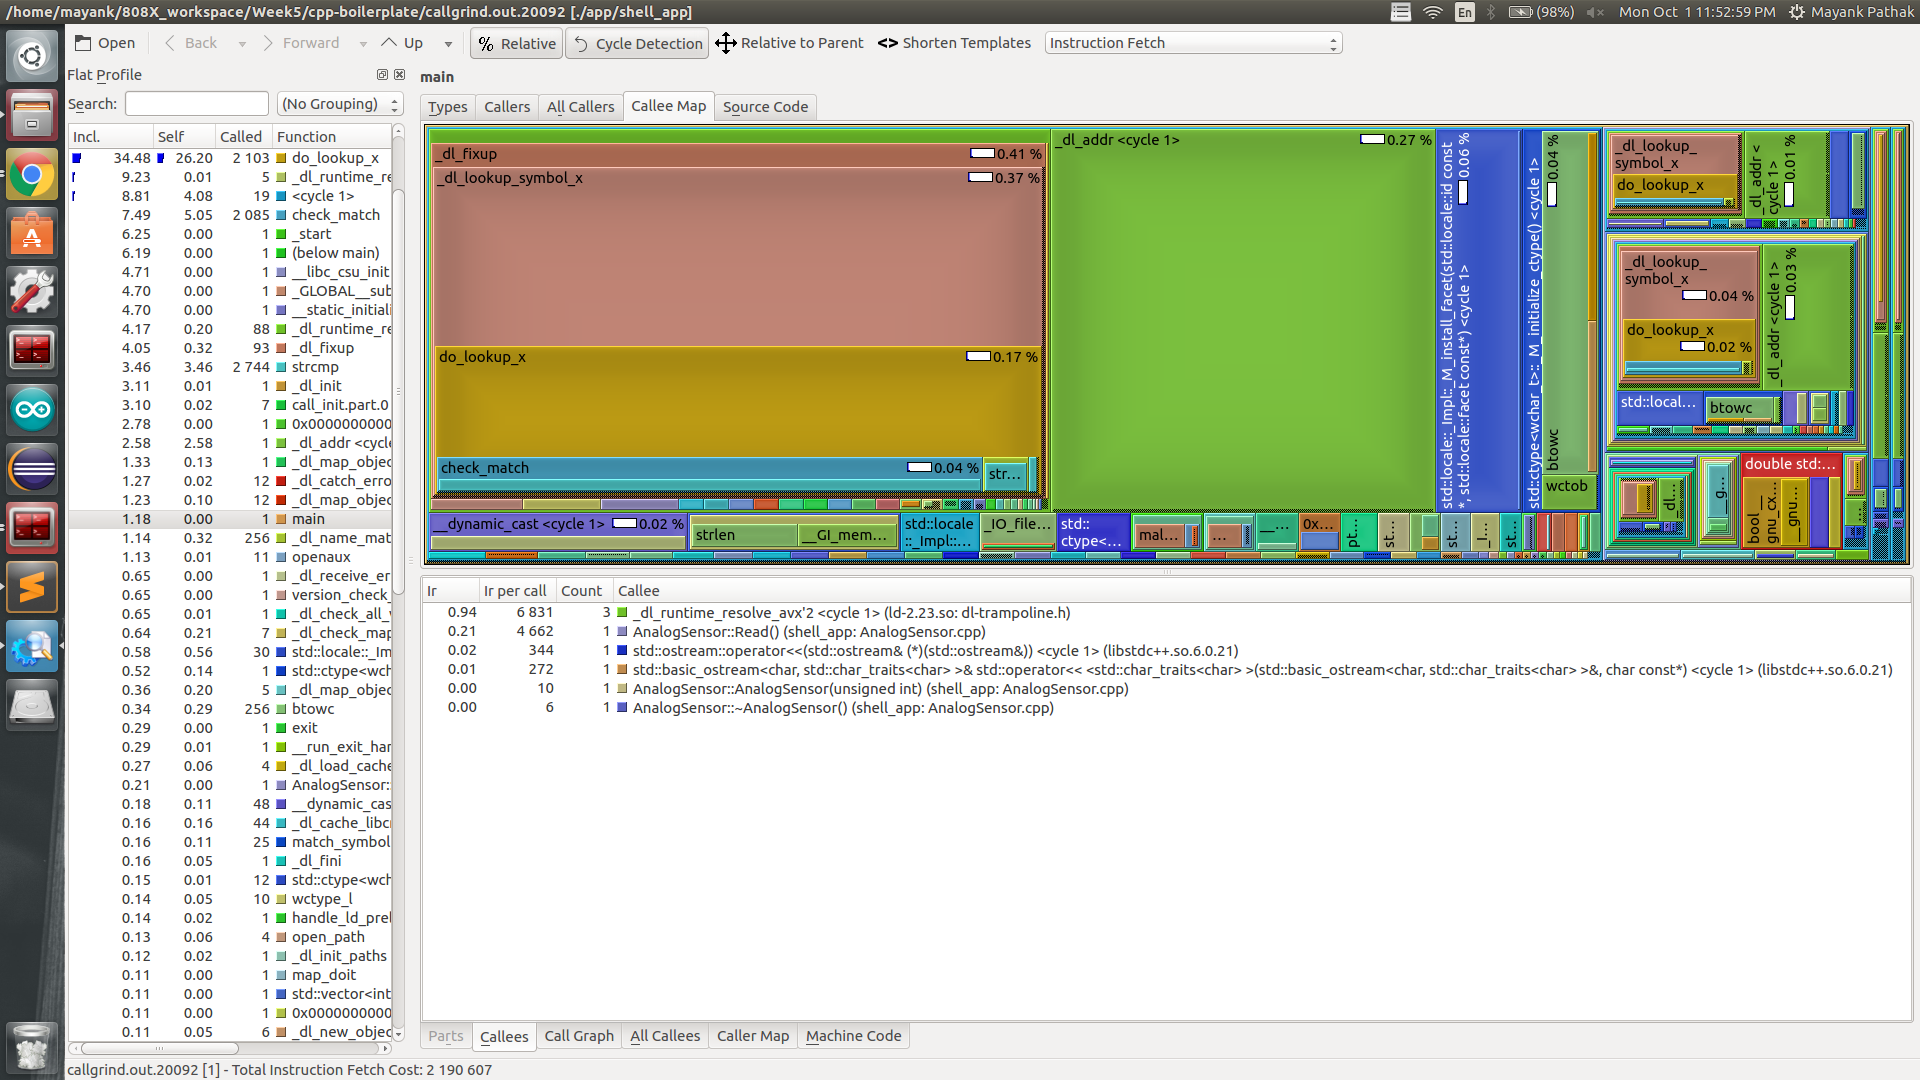 /home/mayank/808X_workspace/Week5/cpp-boilerplate/callgrind.out.20092 [./app/shell_app]
En (98%) Mon Oct 1 11:52:59 PM Mayank Pathak
Open Back Forward Up % Relative Cycle Detection Relative to Parent <> Shorten Templates Instruction Fetch
Flat Profile
Search: (No Grouping)
Incl. Self Called Function
34.48 26.20 2 103 do_lookup_x
9.23 0.01 5 _dl_runtime_re
8.81 4.08 19 <cycle 1>
7.49 5.05 2 085 check_match
6.25 0.00 1 _start
6.19 0.00 1 (below main)
4.71 0.00 1 __libc_csu_init
4.70 0.00 1 _GLOBAL__sub
4.70 0.00 1 __static_initiali
4.17 0.20 88 _dl_runtime_re
4.05 0.32 93 _dl_fixup
3.46 3.46 2 744 strcmp
3.11 0.01 1 _dl_init
3.10 0.02 7 call_init.part.0
2.78 0.00 1 0x0000000000
2.58 2.58 1 _dl_addr <cycle
1.33 0.13 1 _dl_map_objec
1.27 0.02 12 _dl_catch_erro
1.23 0.10 12 _dl_map_objec
1.18 0.00 1 main
1.14 0.32 256 _dl_name_mat
1.13 0.01 11 openaux
0.65 0.00 1 _dl_receive_er
0.65 0.00 1 version_check_
0.65 0.01 1 _dl_check_all_v
0.64 0.21 7 _dl_check_map
0.58 0.56 30 std::locale::_Im
0.52 0.14 1 std::ctype<wch
0.36 0.20 5 _dl_map_objec
0.34 0.29 256 btowc
0.29 0.00 1 exit
0.29 0.01 1 __run_exit_har
0.27 0.06 4 _dl_load_cache
0.21 0.00 1 AnalogSensor:
0.18 0.11 48 __dynamic_cas
0.16 0.16 44 _dl_cache_libc
0.16 0.11 25 match_symbol
0.16 0.05 1 _dl_fini
0.15 0.01 12 std::ctype<wch
0.14 0.05 10 wctype_l
0.14 0.02 1 handle_ld_prel
0.13 0.06 4 open_path
0.12 0.02 1 _dl_init_paths
0.11 0.00 1 map_doit
0.11 0.00 1 std::vector<int
0.11 0.00 1 0x0000000000
0.11 0.05 6 _dl_new_objec
main
Types Callers All Callers Callee Map Source Code
_dl_fixup 0.41 %
_dl_lookup_symbol_x 0.37 %
do_lookup_x 0.17 %
check_match 0.04 %
str...
_dl_addr <cycle 1> 0.27 %
std::locale::_Impl::_M_install_facet(std::locale::id const
*, std::locale::facet const*) <cycle 1> 0.06 %
std::ctype<wchar_t>::_M_initialize_ctype() <cycle 1>
btowc 0.04 %
wctob
_dl_lookup_
symbol_x
do_lookup_x
_dl_addr <
cycle 1> 0.01 %
_dl_lookup_
symbol_x
0.04 %
do_lookup_x
0.02 %
_dl_addr <cycle 1> 0.03 %
std::local...
btowc
_dl...
_g...
double std:...
bool __
gnu_cx...
__gnu...
...
__dynamic_cast <cycle 1> 0.02 %
strlen
__GI_mem...
std::locale
::_Impl::...
_IO_file...
std::
ctype<...
mal...
...
__...
0x...
pt...
st...
st...
_l...
st...
Ir Ir per call Count Callee
0.94 6 831 3 _dl_runtime_resolve_avx'2 <cycle 1> (ld-2.23.so: dl-trampoline.h)
0.21 4 662 1 AnalogSensor::Read() (shell_app: AnalogSensor.cpp)
0.02 344 1 std::ostream::operator<<(std::ostream& (*)(std::ostream&)) <cycle 1> (libstdc++.so.6.0.21)
0.01 272 1 std::basic_ostream<char, std::char_traits<char> >& std::operator<< <std::char_traits<char> >(std::basic_ostream<char, std::char_traits<char> >&, char const*) <cycle 1> (libstdc++.so.6.0.21)
0.00 10 1 AnalogSensor::AnalogSensor(unsigned int) (shell_app: AnalogSensor.cpp)
0.00 6 1 AnalogSensor::~AnalogSensor() (shell_app: AnalogSensor.cpp)
Parts Callees Call Graph All Callees Caller Map Machine Code
callgrind.out.20092 [1] - Total Instruction Fetch Cost: 2 190 607